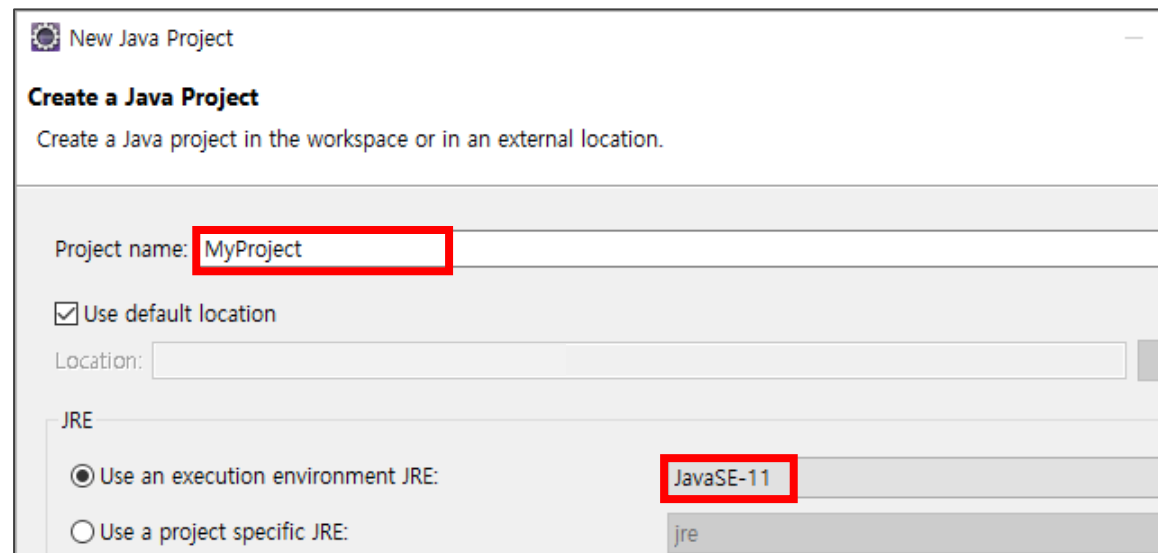 New Java Project
Create a Java Project
Create a Java project in the workspace or in an external location.
Project name: MyProject
Use default location
Location:
JRE
Use an execution environment JRE: JavaSE-11
Use a project specific JRE: jre